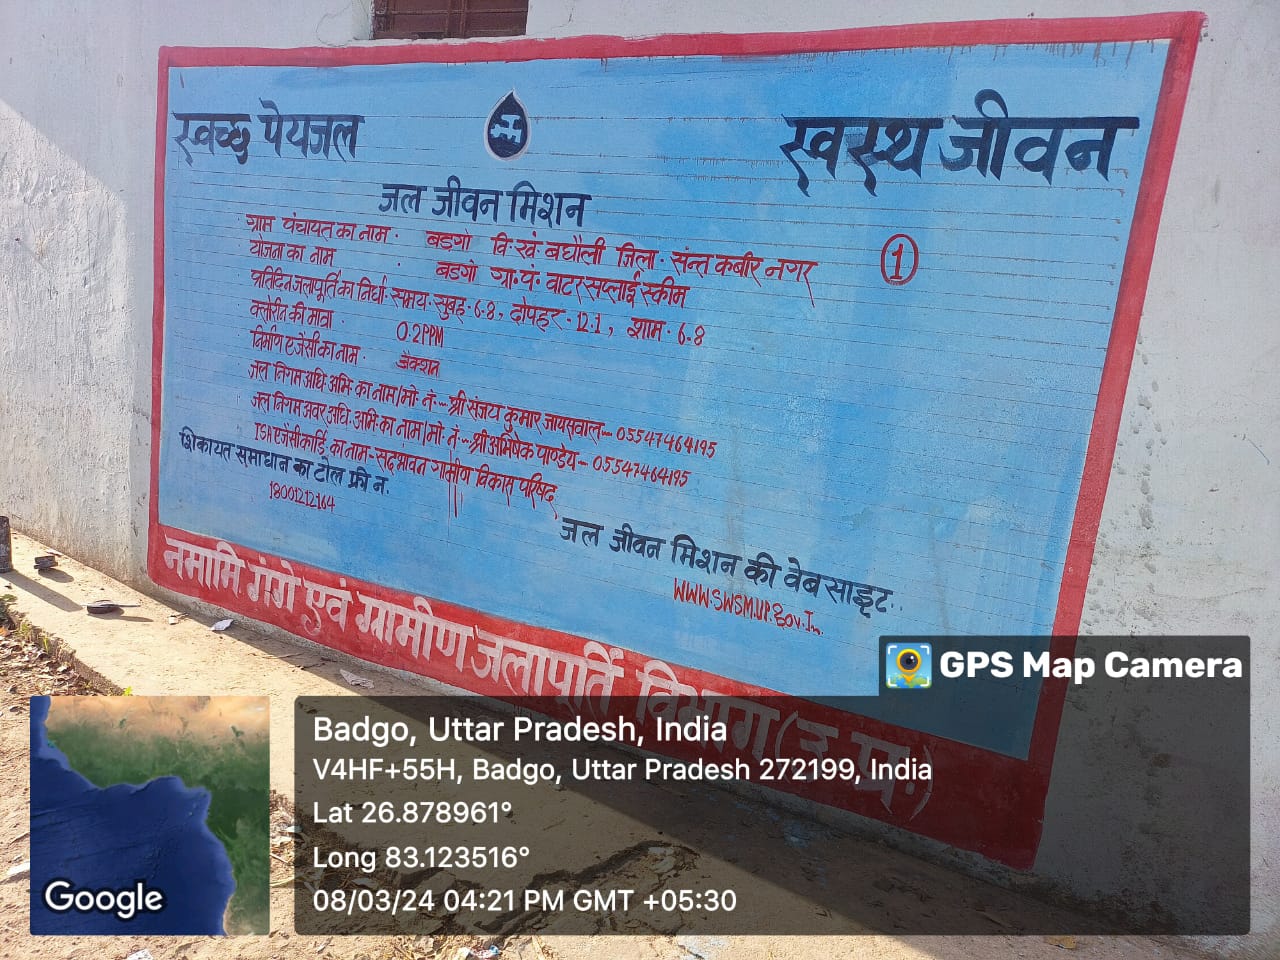 स्वच्छ पेयजल
स्वस्थ जीवन
जल जीवन मिशन
ग्राम पंचायत का नाम. बड़गो वि.खं. बघौली जिला. सन्त कबीर नगर
1
योजना का नाम . बडगो ग्रा.पं. वाटर सप्लाई स्कीम
प्रतिदिन जलापूर्ति का निर्धा. समय. सुबह.6-8, दोपहर-12.1, शाम.6-8
क्लोरीन की मात्रा . 0.2PPM
निर्माण एजेंसी का नाम . जैक्शन
जल निगम अधि. अभि. का नाम/मो. नं.-- श्री संजय कुमार जायसवाल-- 05547464195
जल निगम अवर अधि. अभि. का नाम/मो. नं.-- श्री अभिषेक पाण्डेय-- 05547464195
ISA एजेंसी कार्डि. का नाम- सदभावन ग्रामीण विकास परिषद
शिकायत समाधान का टोल फ्री नं.
18001212164
जल जीवन मिशन की वेबसाइट..
WWW.SWSM.UP.gov.In.
नमामि गंगे एवं ग्रामीण जलापूर्ति विभाग (उ.प्र.)
GPS Map Camera
Badgo, Uttar Pradesh, India
V4HF+55H, Badgo, Uttar Pradesh 272199, India
Lat 26.878961°
Long 83.123516°
08/03/24 04:21 PM GMT +05:30
Google